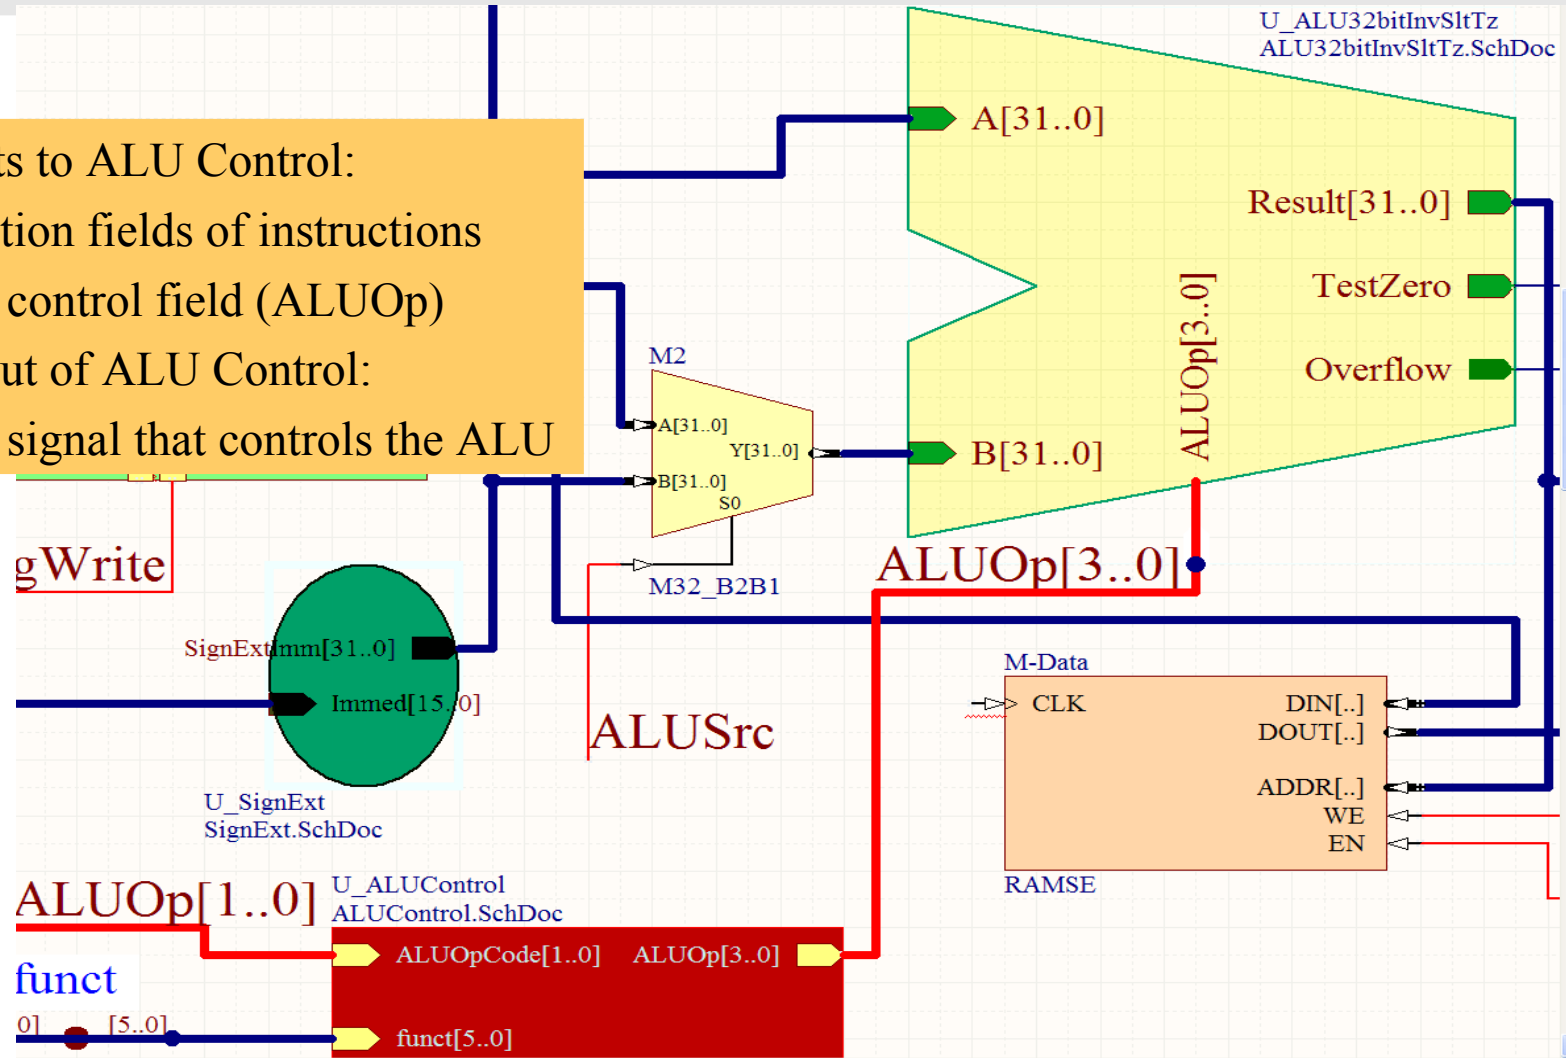 U_ALU32bitInvSltTz
ALU32bitInvSltTz.SchDoc
A[31..0]
ts to ALU Control:
Result[31..0]
tion fields of instructions
TestZero
control field (ALUOp)
ALUOp[3..0]
M2
Overflow
ut of ALU Control:
A[31..0]
signal that controls the ALU
Y[31..0]
B[31..0]
B[31..0]
S0
gWrite
ALUOp[3..0]
M32_B2B1
SignExtImm[31..0]
M-Data
Immed[15..0]
CLK
DIN[..]
ALUSrc
DOUT[..]
ADDR[..]
U_SignExt
WE
SignExt.SchDoc
EN
ALUOp[1..0]
U_ALUControl
RAMSE
ALUControl.SchDoc
ALUOpCode[1..0]
ALUOp[3..0]
funct
0]
[5..0]
funct[5..0]